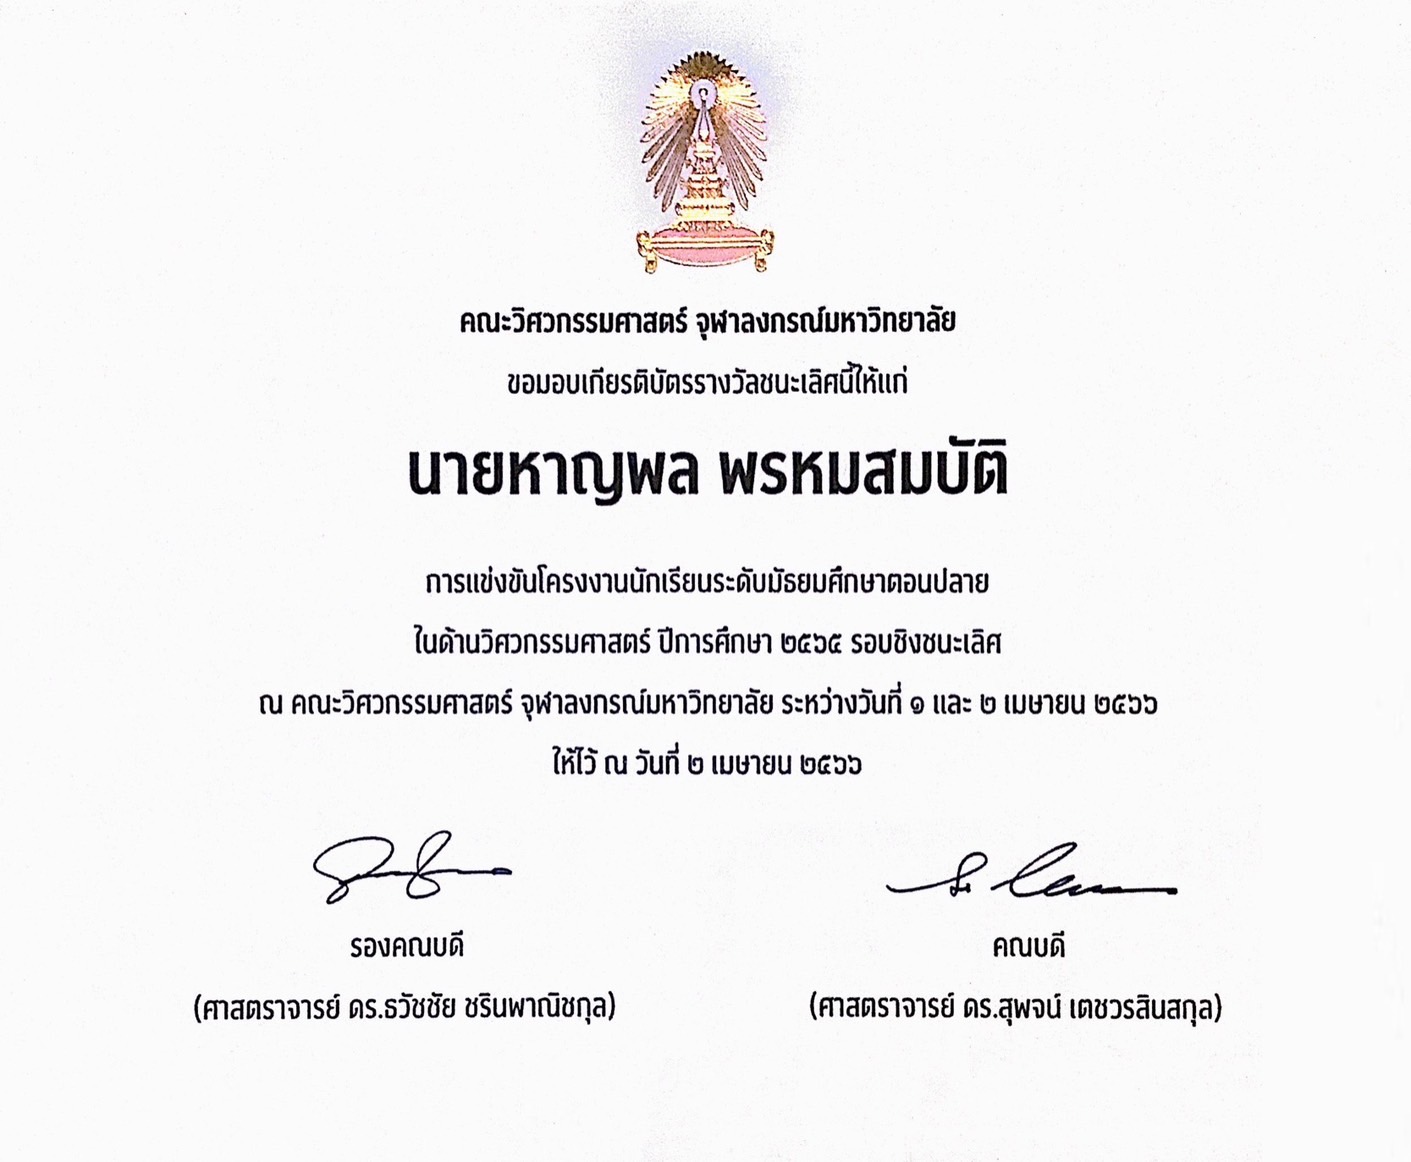 คณะวิศวกรรมศาสตร์ จุฬาลงกรณ์มหาวิทยาลัย
ขอมอบเกียรติบัตรรางวัลชนะเลิศนี้ให้แก่
นายหาญพล พรหมสมบัติ
การแข่งขันโครงงานนักเรียนระดับมัธยมศึกษาตอนปลาย
ในด้านวิศวกรรมศาสตร์ ปีการศึกษา ๒๕๖๕ รอบชิงชนะเลิศ
ณ คณะวิศวกรรมศาสตร์ จุฬาลงกรณ์มหาวิทยาลัย ระหว่างวันที่ ๑ และ ๒ เมษายน ๒๕๖๖
ให้ไว้ ณ วันที่ ๒ เมษายน ๒๕๖๖
รองคณบดี
(ศาสตราจารย์ ดร.ธวัชชัย ชรินพาณิชกุล)
คณบดี
(ศาสตราจารย์ ดร.สุพจน์ เตชวรสินสกุล)